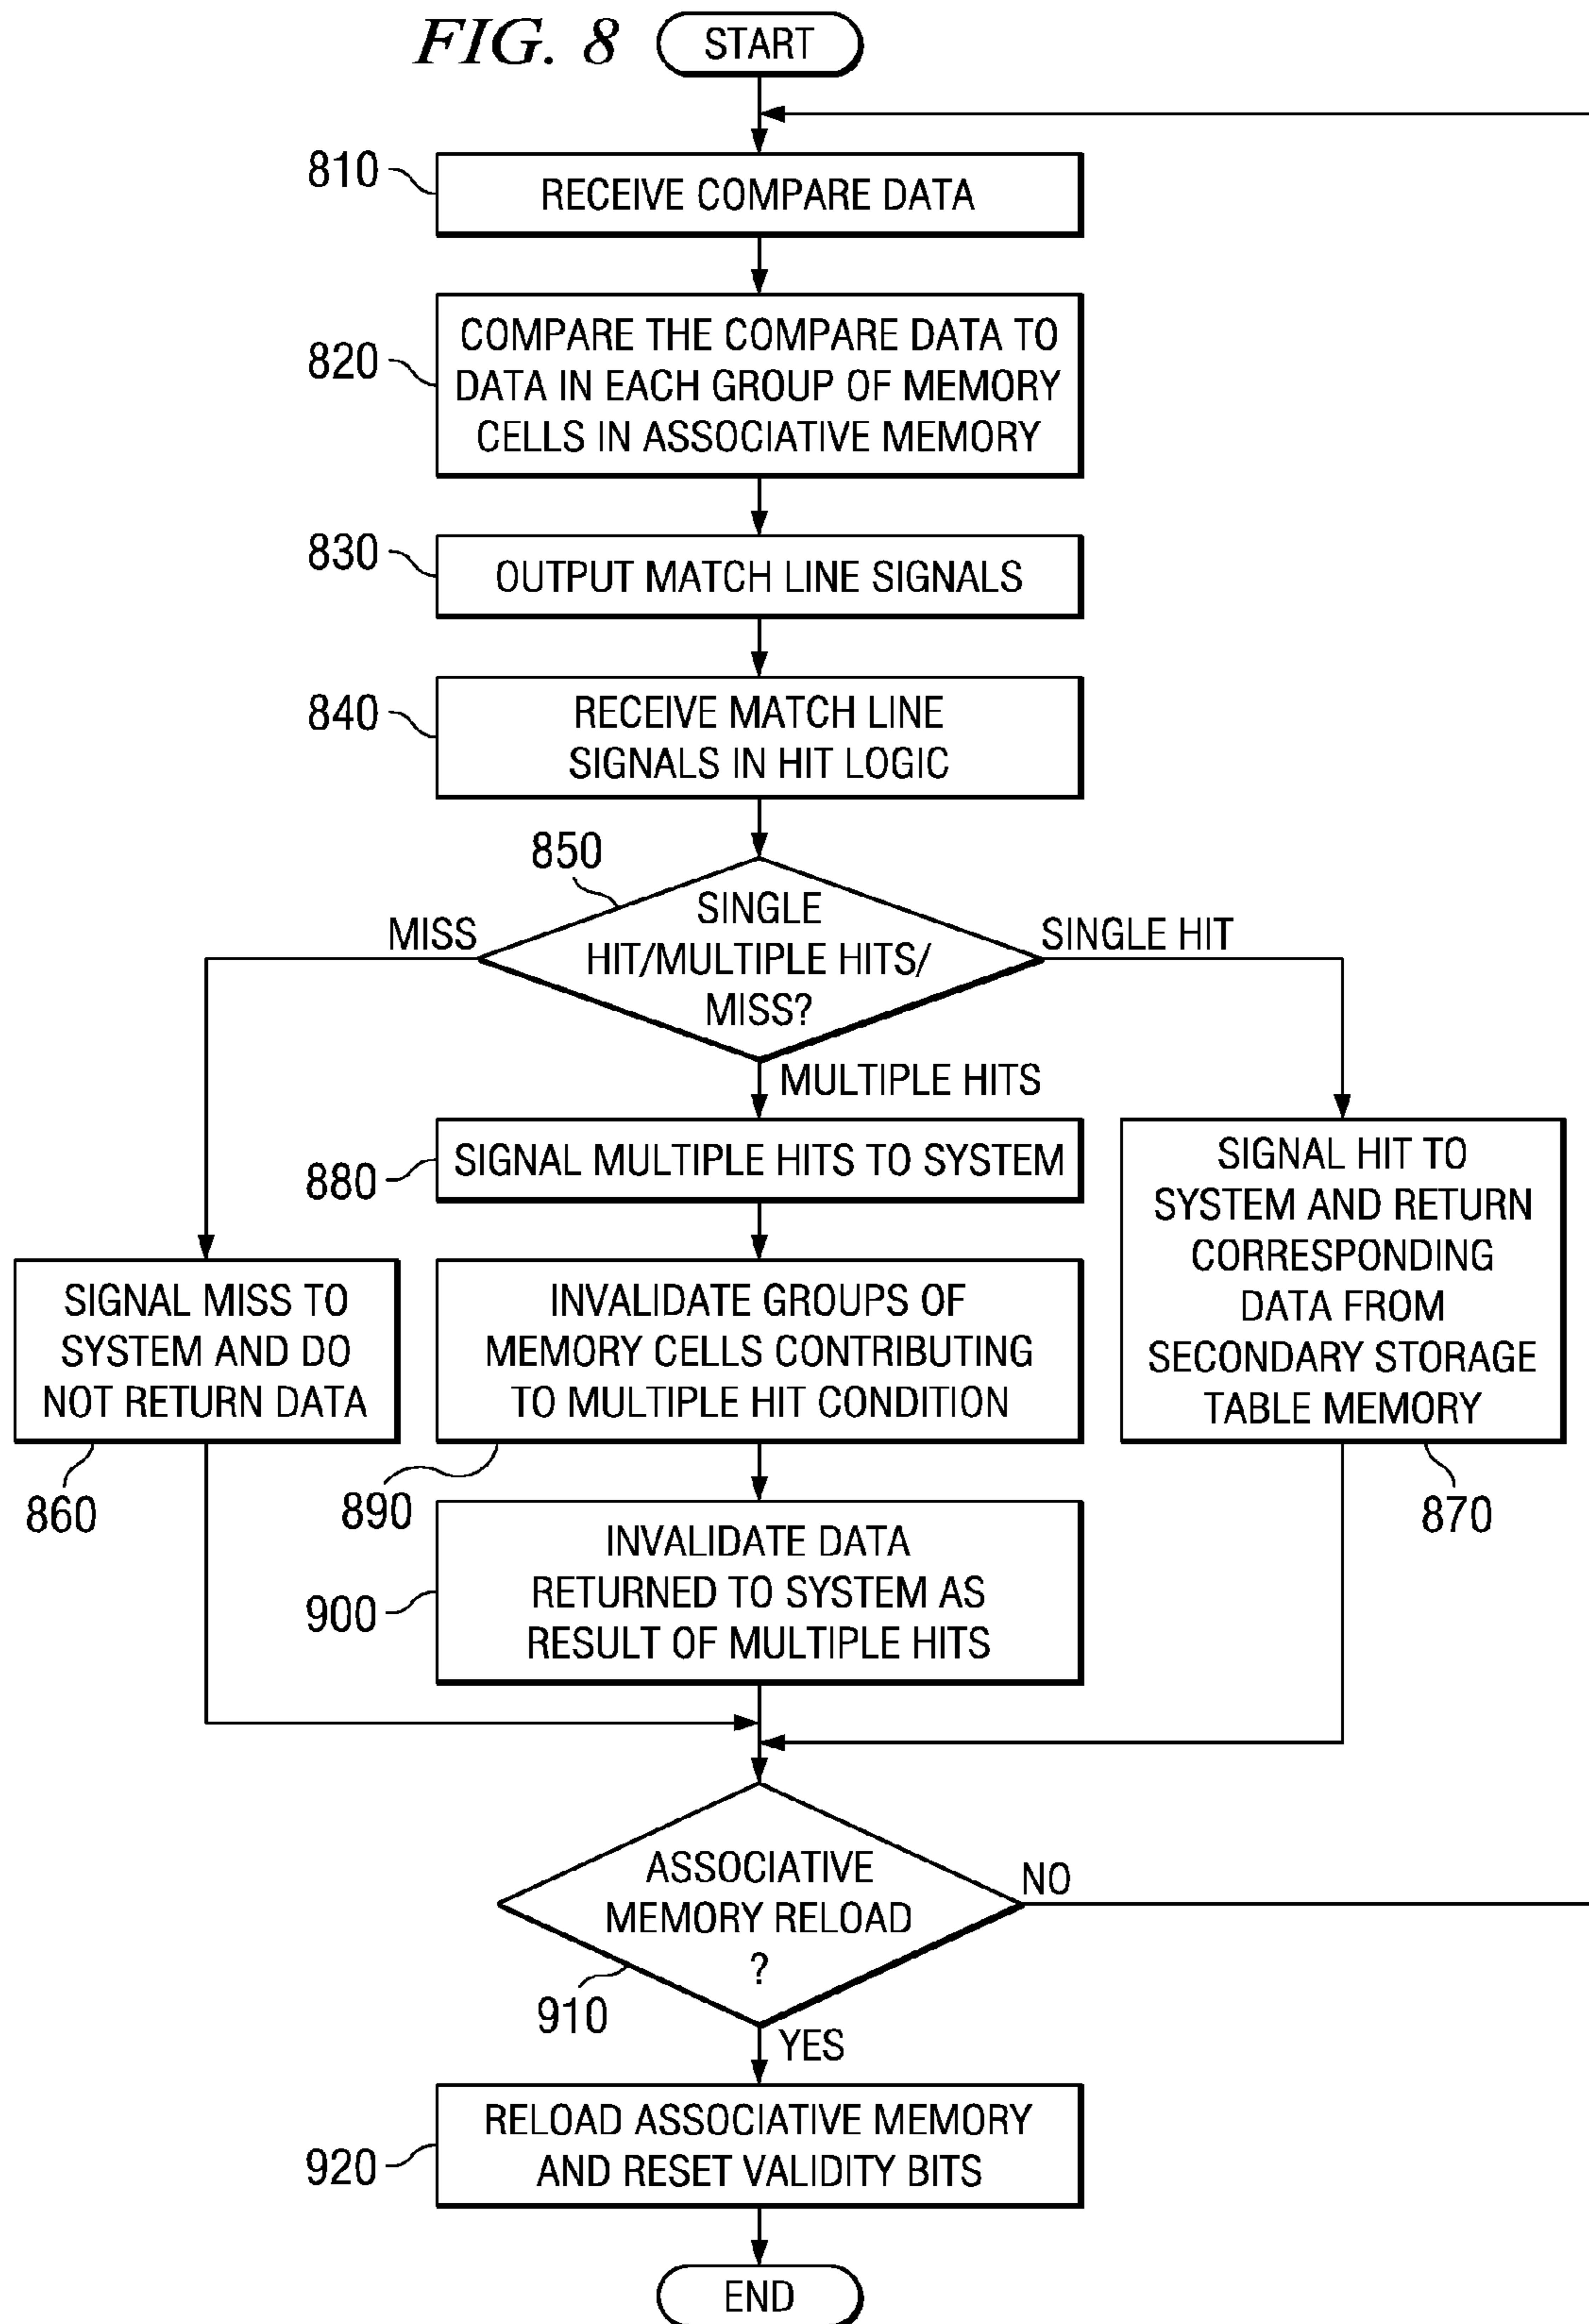 FIG. 8
START
810
RECEIVE COMPARE DATA
820
COMPARE THE COMPARE DATA TO
DATA IN EACH GROUP OF MEMORY
CELLS IN ASSOCIATIVE MEMORY
830
OUTPUT MATCH LINE SIGNALS
840
RECEIVE MATCH LINE
SIGNALS IN HIT LOGIC
850
SINGLE
HIT/MULTIPLE HITS/
MISS?
MISS
SINGLE HIT
MULTIPLE HITS
880
SIGNAL MULTIPLE HITS TO SYSTEM
SIGNAL HIT TO
SYSTEM AND RETURN
CORRESPONDING
DATA FROM
SECONDARY STORAGE
TABLE MEMORY
870
SIGNAL MISS TO
SYSTEM AND DO
NOT RETURN DATA
860
INVALIDATE GROUPS OF
MEMORY CELLS CONTRIBUTING
TO MULTIPLE HIT CONDITION
890
900
INVALIDATE DATA
RETURNED TO SYSTEM AS
RESULT OF MULTIPLE HITS
ASSOCIATIVE
MEMORY RELOAD
?
NO
910
YES
920
RELOAD ASSOCIATIVE MEMORY
AND RESET VALIDITY BITS
END